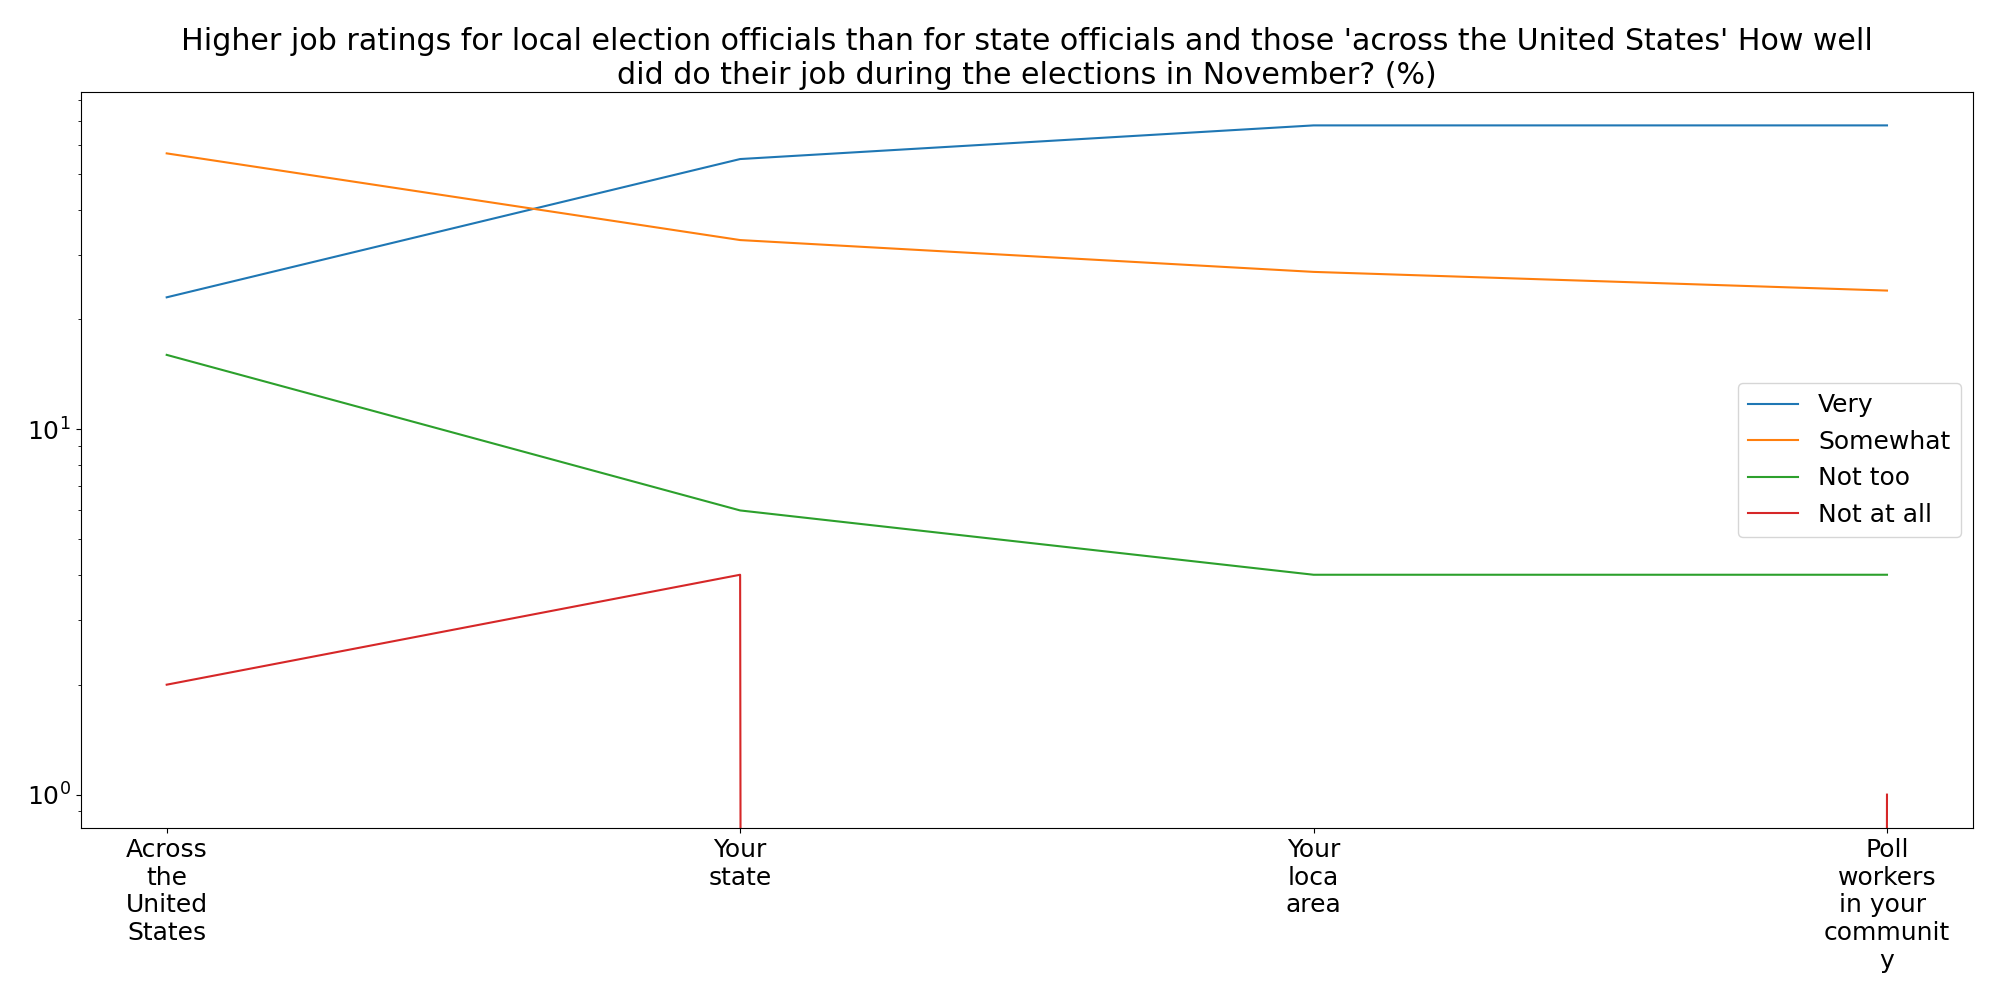 Higher job ratings for local election officials than for state officials and those 'across the United States' How well
did do their job during the elections in November? (%)
10¹
10⁰
Very
Somewhat
Not too
Not at all
Across
the
United
States
Your
state
Your
loca
area
Poll
workers
in your
communit
y